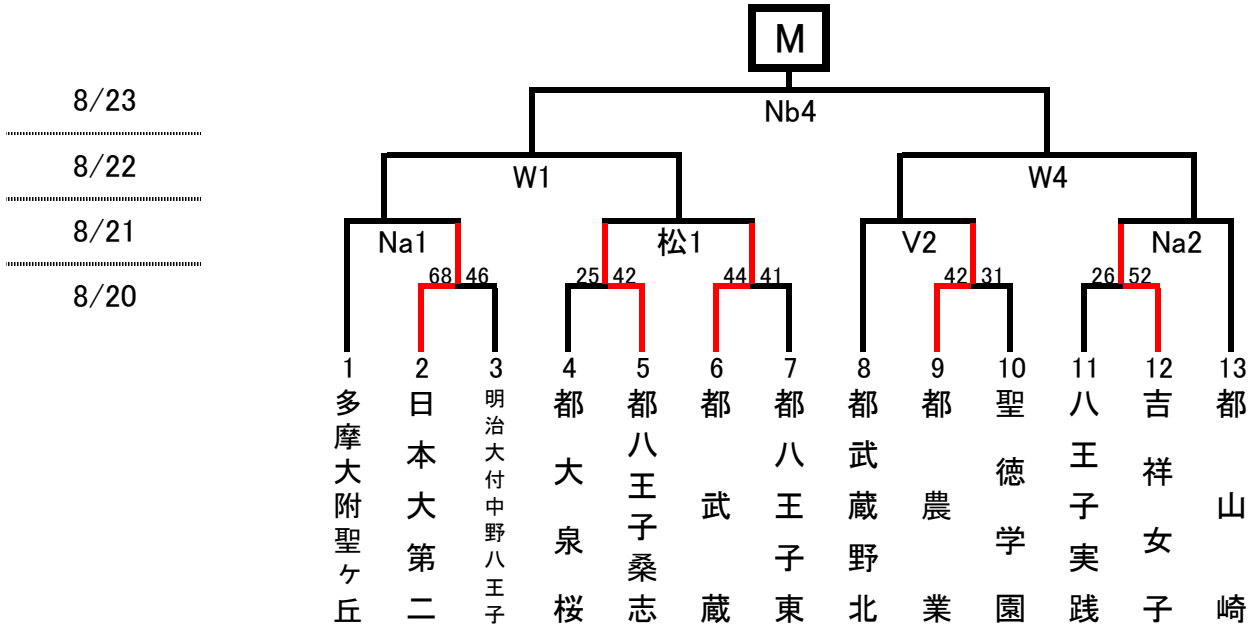 M
8/23
Nb4
8/22
W1
W4
8/21
Na1
松1
V2
Na2
68 46
25 42
44 41
42 31
26 52
8/20
1
2
3
4
5
6
7
8
9
10
11
12
13
多摩大附聖ヶ丘
日本大第二
明治大付中野八王子
都大泉桜
都八王子桑志
都武蔵
都八王子東
都武蔵野北
都農業
聖徳学園
八王子実践
吉祥女子
都山崎